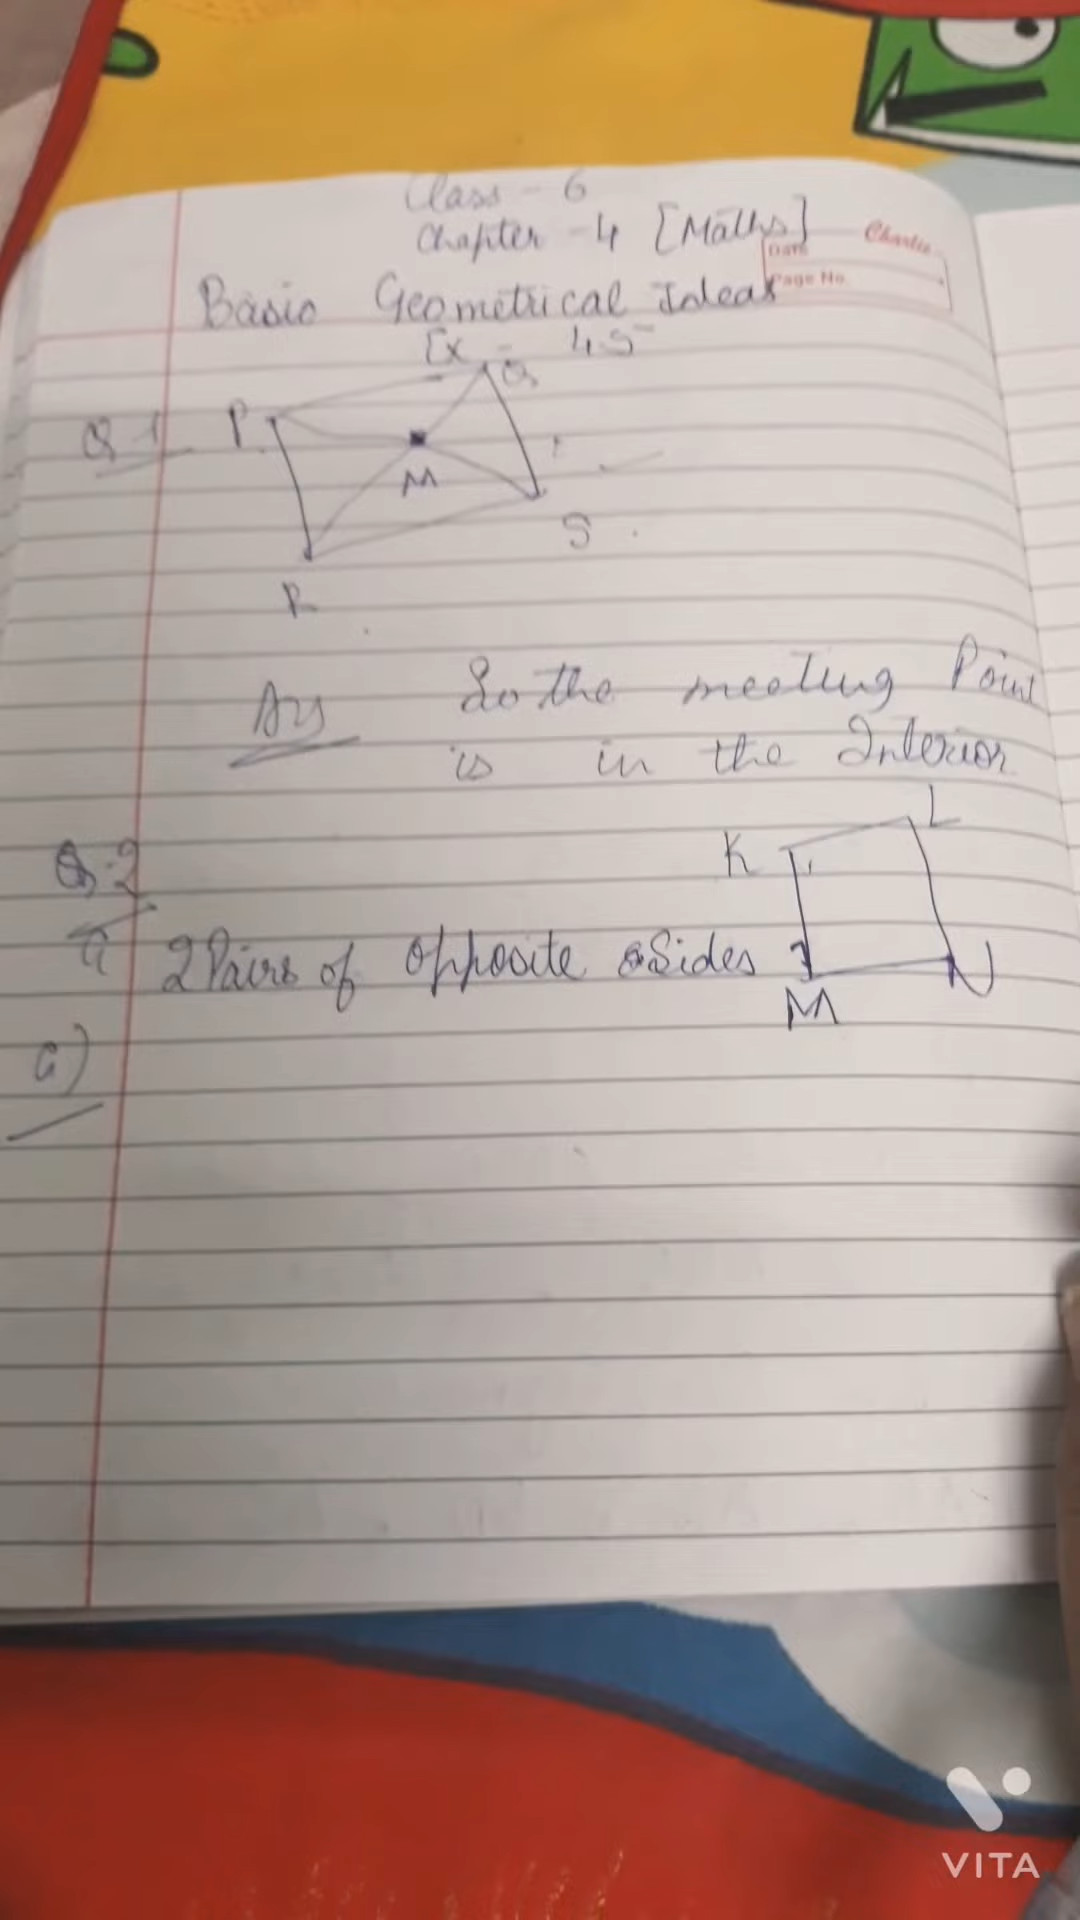 Class - 6
Chapter - 4 [Maths]
Charlie
Date
Page No.
Basic Geometrical Ideas
Ex - 4.5
Q.1
P
Q
M
S
R
Ans So the meeting Point
is in the Interior
Q.2
K
L
2 Pairs of opposite Sides
M
N
a)
VITA